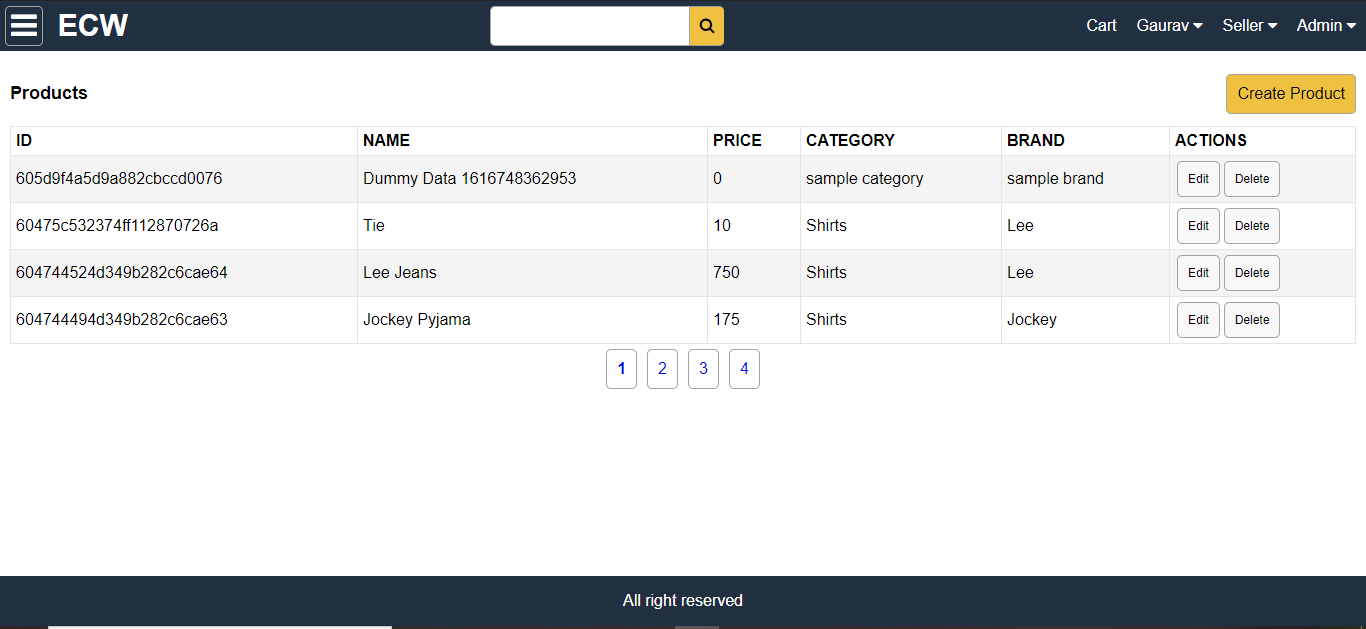 ECW Cart Gaurav Seller Admin
Products Create Product
ID NAME PRICE CATEGORY BRAND ACTIONS
605d9f4a5d9a882cbccd0076 Dummy Data 1616748362953 0 sample category sample brand Edit Delete
60475c532374ff112870726a Tie 10 Shirts Lee Edit Delete
604744524d349b282c6cae64 Lee Jeans 750 Shirts Lee Edit Delete
604744494d349b282c6cae63 Jockey Pyjama 175 Shirts Jockey Edit Delete
1 2 3 4
All right reserved